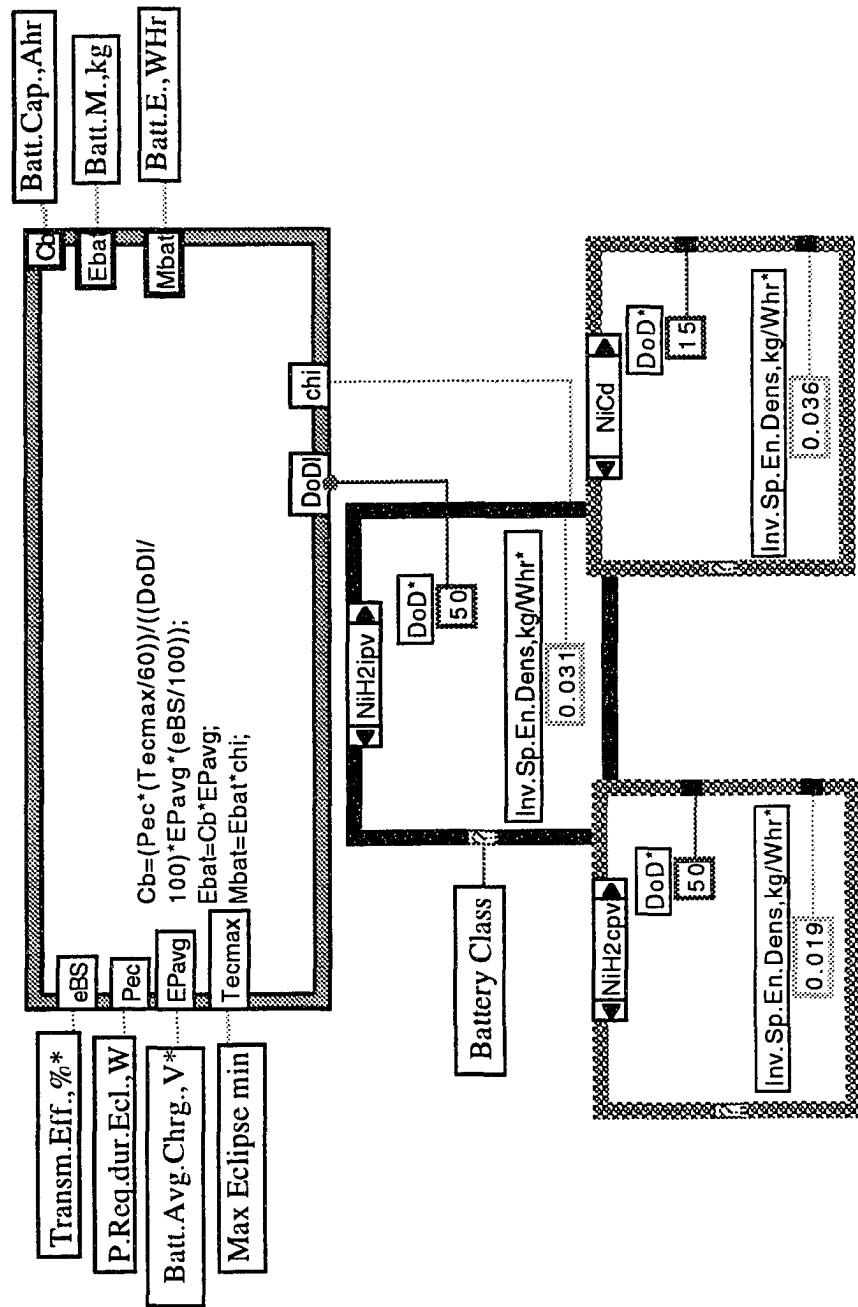 Transm.Eff.,%*
P.Req.dur.Ecl.,W
Batt.Avg.Chrg.,V*
Max Eclipse min
eBS
Pec
EPavg
Tecmax
Cb=(Pec*(Tecmax/60))/((DoDl/
100)*EPavg*(eBS/100));
Ebat=Cb*EPavg;
Mbat=Ebat*chi;
Cb
Ebat
Mbat
Batt.Cap.,Ahr
Batt.M.,kg
Batt.E.,WHr
DoDl
chi
Battery Class
NiH2ipv
DoD*
50
Inv.Sp.En.Dens,kg/Whr*
0.031
NiH2cpv
DoD*
50
Inv.Sp.En.Dens,kg/Whr*
0.019
NiCd
DoD*
15
Inv.Sp.En.Dens,kg/Whr*
0.036